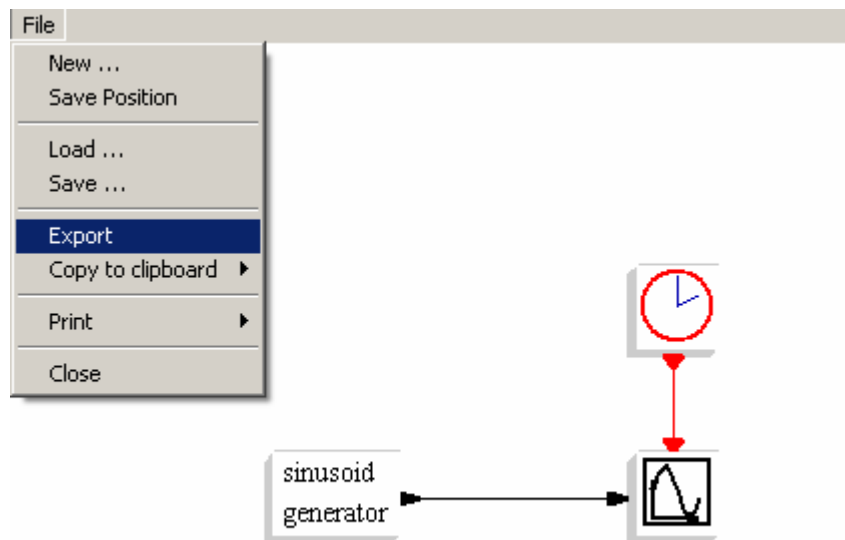 File
New ...
Save Position
Load ...
Save ...
Export
Copy to clipboard
Print
Close
sinusoid
generator